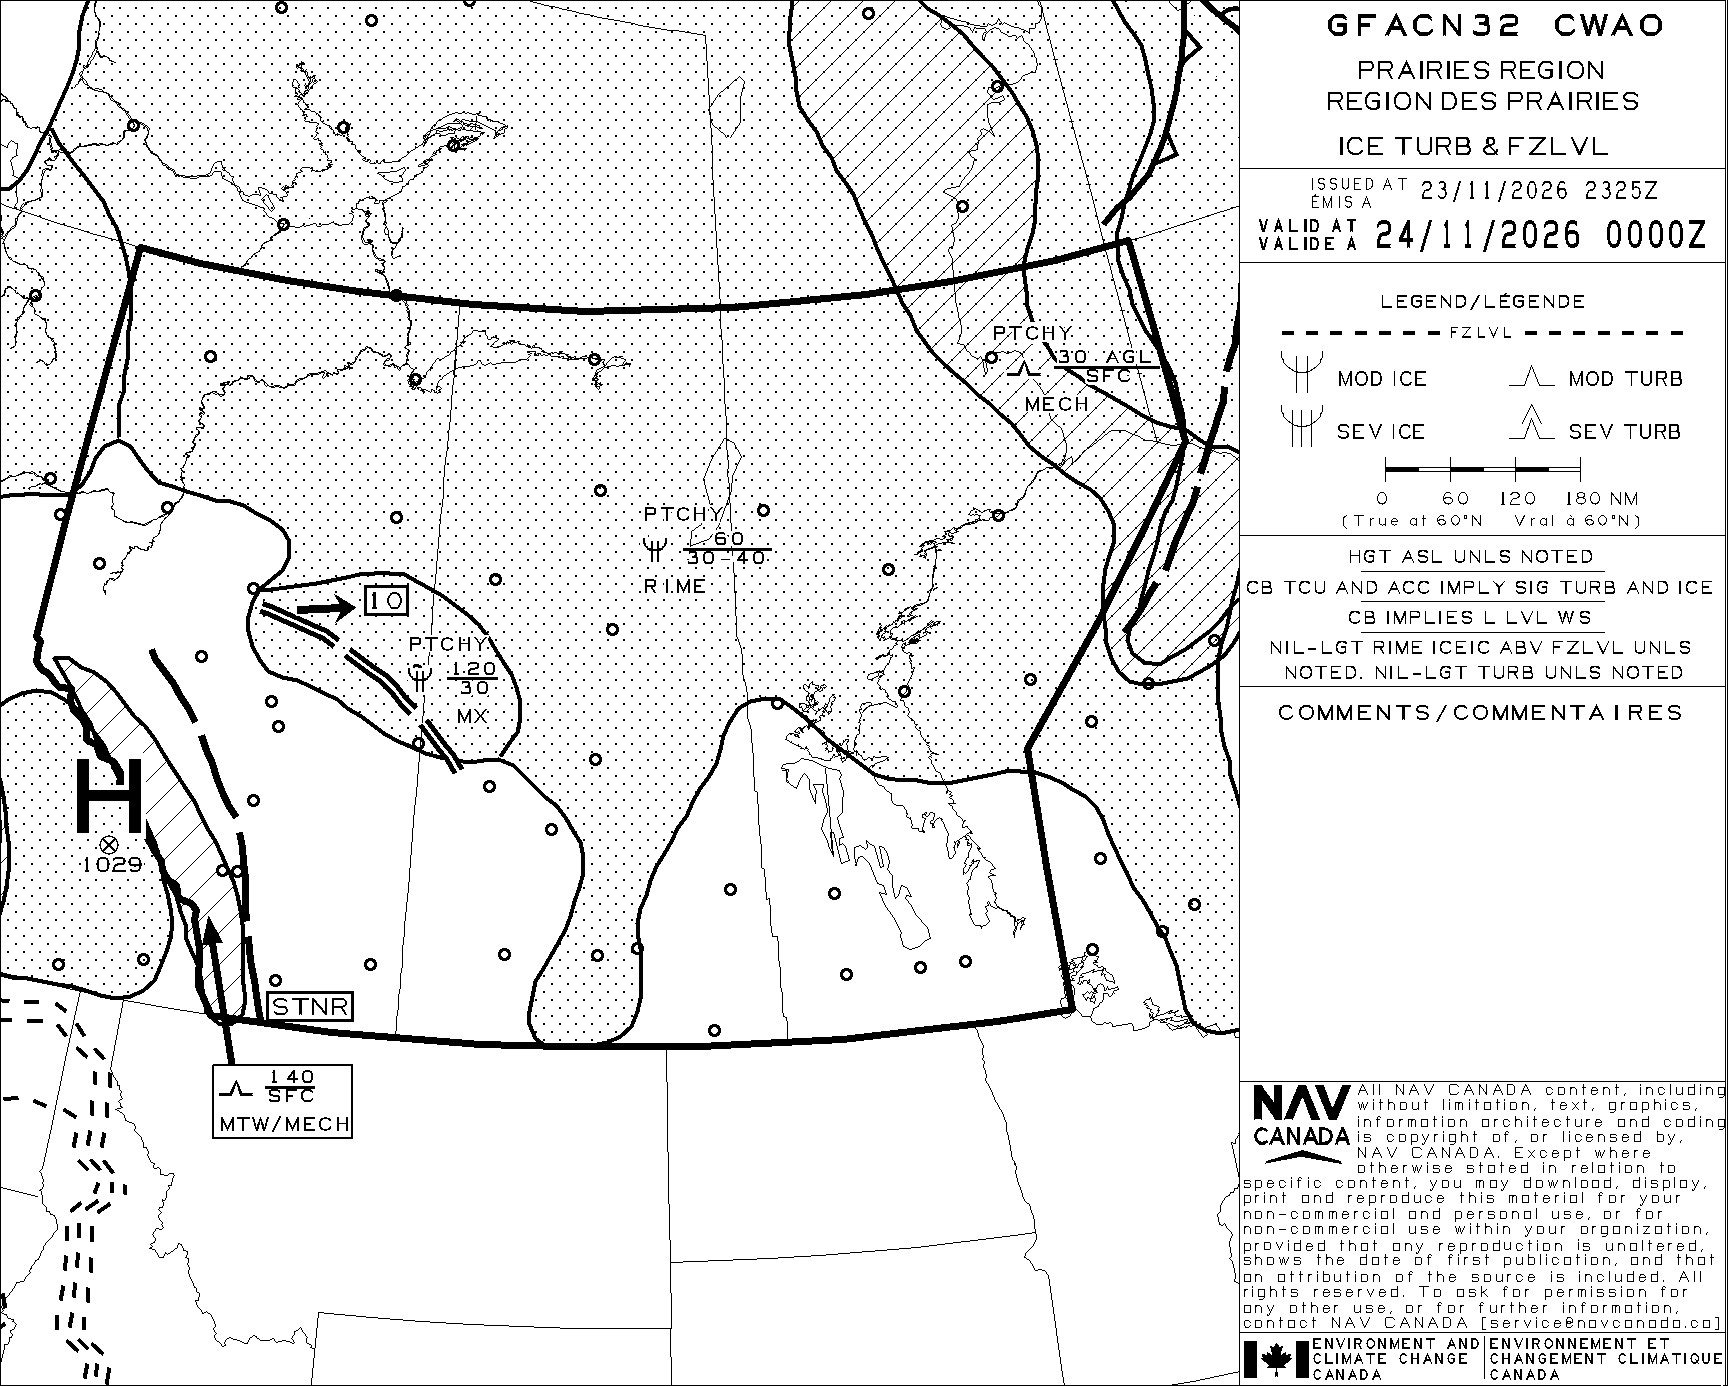 GFACN32 CWAO
PRAIRIES REGION
REGION DES PRAIRIES
ICE TURB & FZLVL
ISSUED AT
ÉMIS A
23/11/2026 2325Z
VALID AT
VALIDE A
24/11/2026 0000Z
LEGEND/LÉGENDE
FZLVL
MOD ICE
MOD TURB
SEV ICE
SEV TURB
0 60 120 180 NM
(True at 60°N Vral à 60°N)
HGT ASL UNLS NOTED
CB TCU AND ACC IMPLY SIG TURB AND ICE
CB IMPLIES L LVL WS
NIL-LGT RIME ICEIC ABV FZLVL UNLS
NOTED. NIL-LGT TURB UNLS NOTED
COMMENTS/COMMENTAIRES
PTCHY
30 AGL
SFC
MECH
PTCHY
60
30-40
RIME
10
PTCHY
120
30
MX
H
1029
STNR
140
SFC
MTW/MECH
NAV
CANADA
All NAV CANADA content, including
without limitation, text, graphics,
information architecture and coding
is copyright of, or licensed by,
NAV CANADA. Except where
otherwise stated in relation to
specific content, you may download, display,
print and reproduce this material for your
non-commercial and personal use, or for
non-commercial use within your organization,
provided that any reproduction is unaltered,
shows the date of first publication, and that
an attribution of the source is included. All
rights reserved. To ask for permission for
any other use, or for further information,
contact NAV CANADA [service@navcanada.ca]
ENVIRONMENT AND
CLIMATE CHANGE
CANADA
ENVIRONNEMENT ET
CHANGEMENT CLIMATIQUE
CANADA